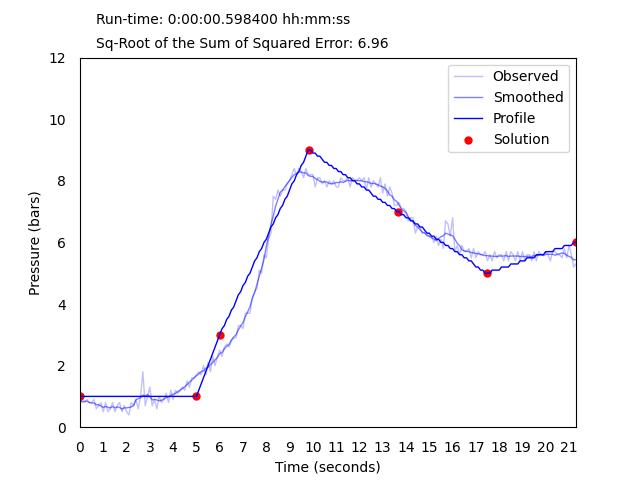 Run-time: 0:00:00.598400 hh:mm:ss
Sq-Root of the Sum of Squared Error: 6.96
12
10
8
6
4
2
0
Pressure (bars)
Observed
Smoothed
Profile
Solution
0 1 2 3 4 5 6 7 8 9 10 11 12 13 14 15 16 17 18 19 20 21
Time (seconds)